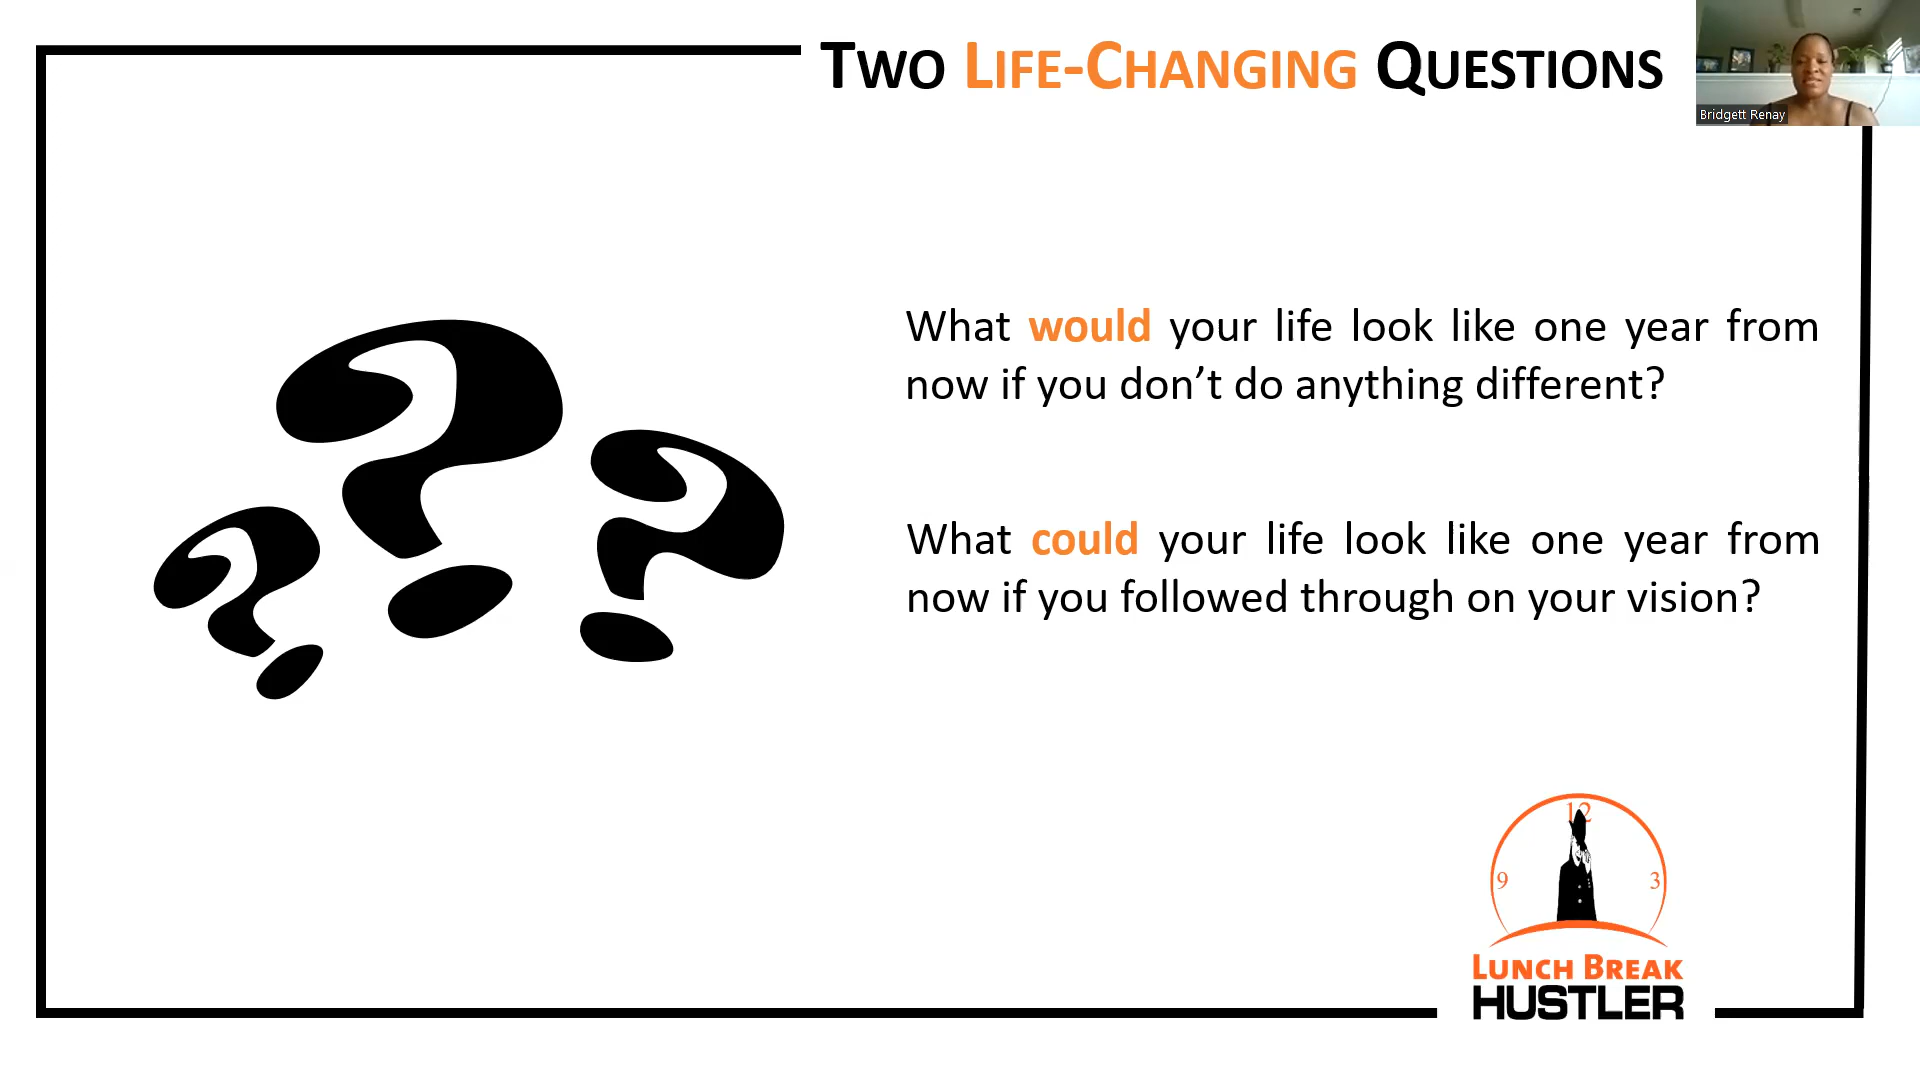 TWO LIFE-CHANGING QUESTIONS
Bridgett Renay
What would your life look like one year from
now if you don’t do anything different?
What could your life look like one year from
now if you followed through on your vision?
12
9 3
LUNCH BREAK
HUSTLER